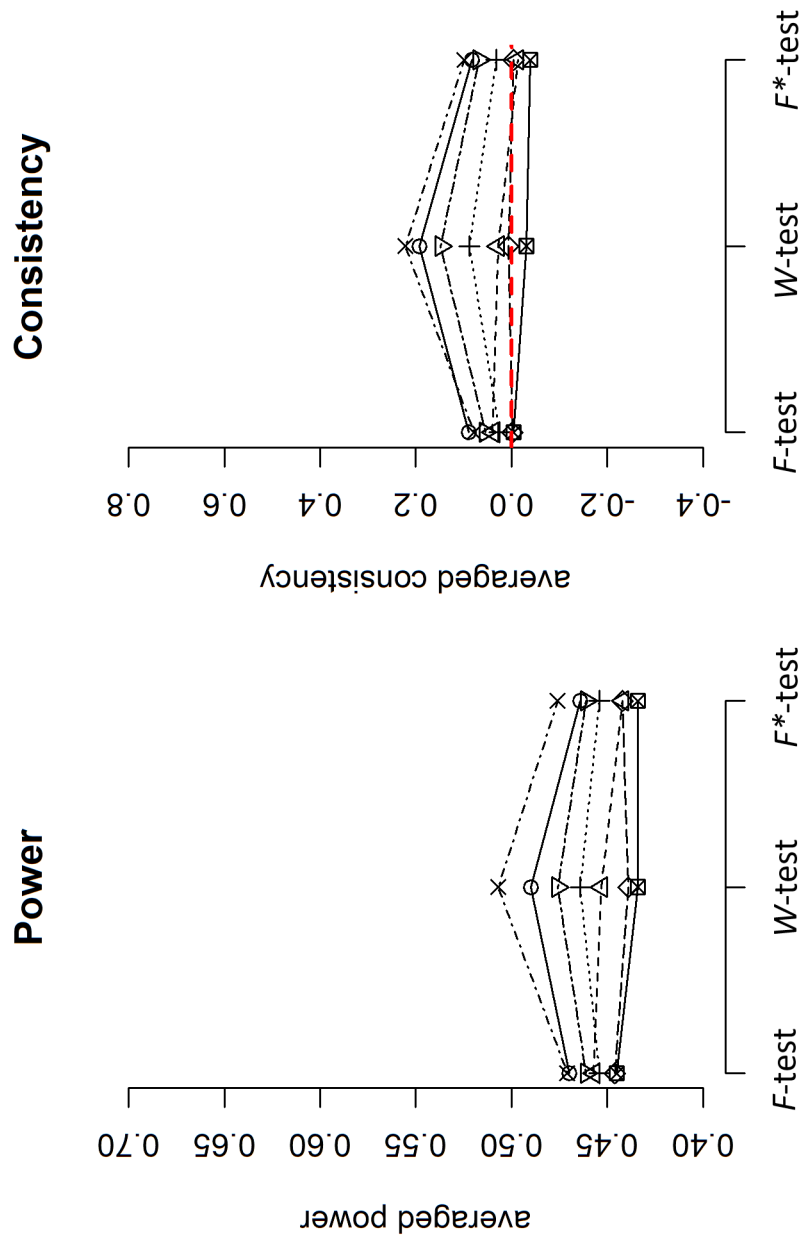 Power
averaged power
0.70
0.65
0.60
0.55
0.50
0.45
0.40
F-test
W-test
F*-test
Consistency
averaged consistency
0.8
0.6
0.4
0.2
0.0
-0.2
-0.4
F-test
W-test
F*-test